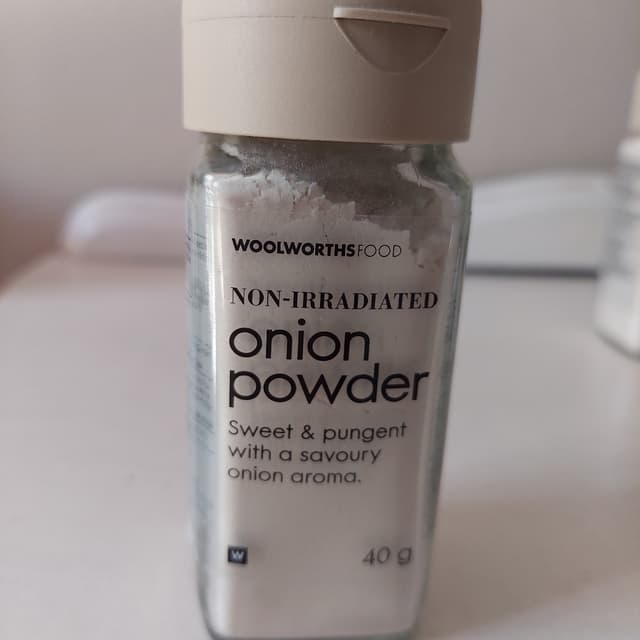 WOOLWORTHSFOOD
NON-IRRADIATED
onion
powder
Sweet & pungent
with a savoury
onion aroma.
W
40 g